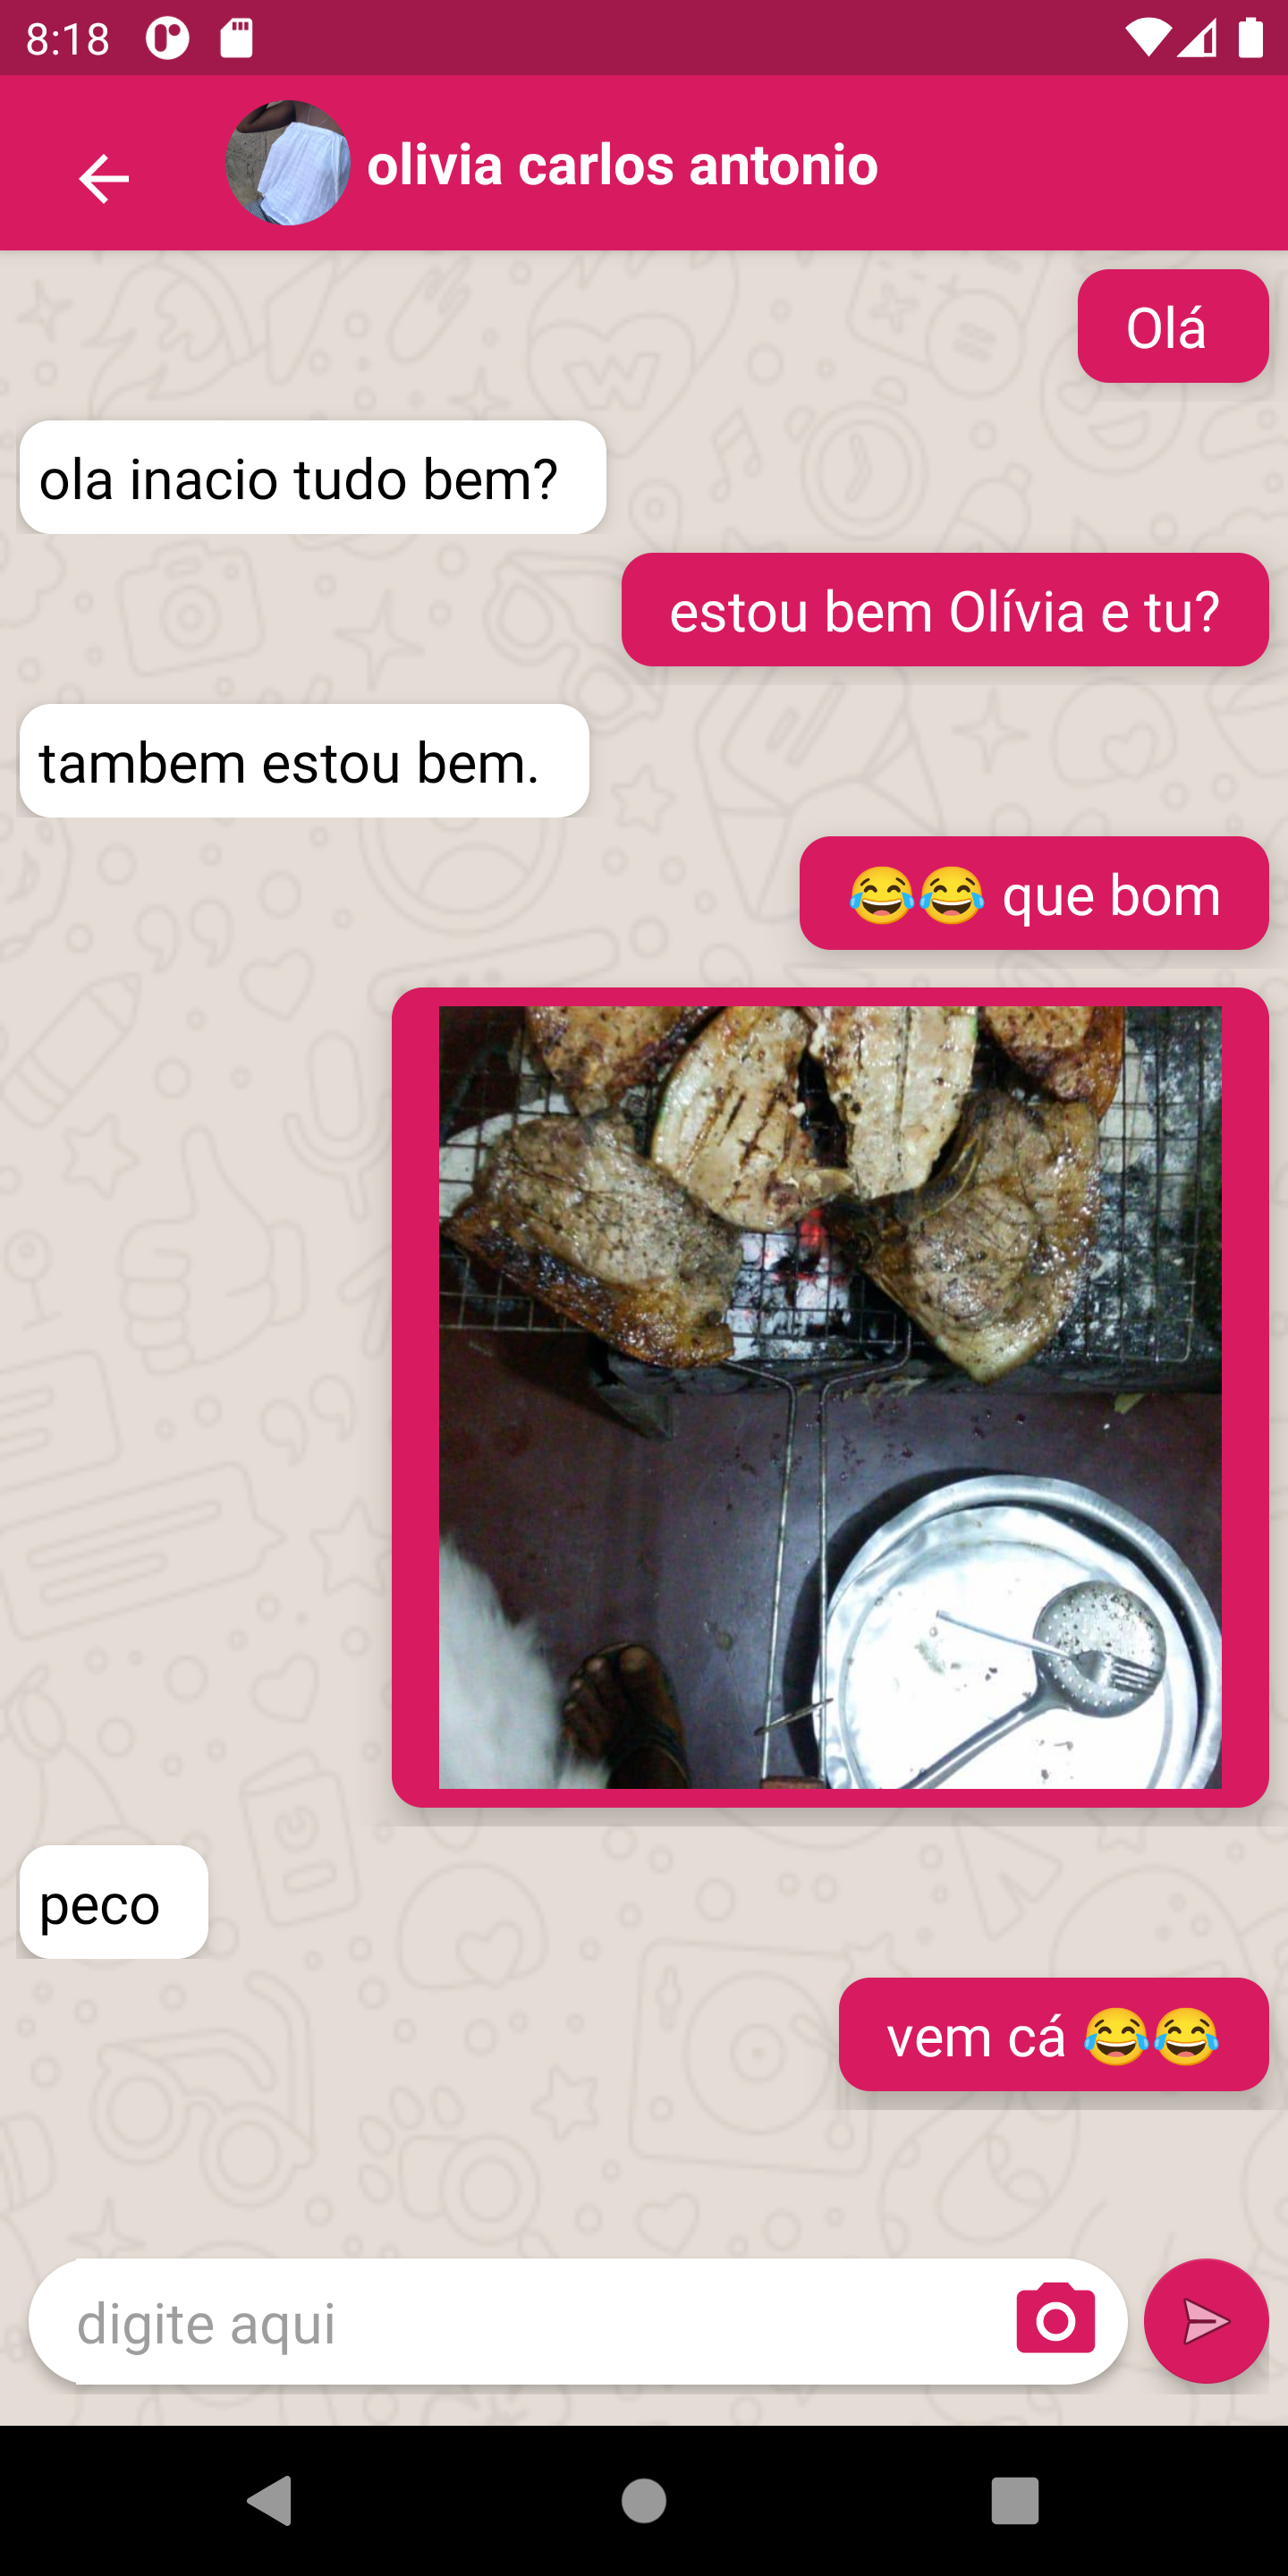 8:18
olivia carlos antonio
Olá
ola inacio tudo bem?
estou bem Olívia e tu?
tambem estou bem.
😂😂 que bom
peco
vem cá 😂😂
digite aqui